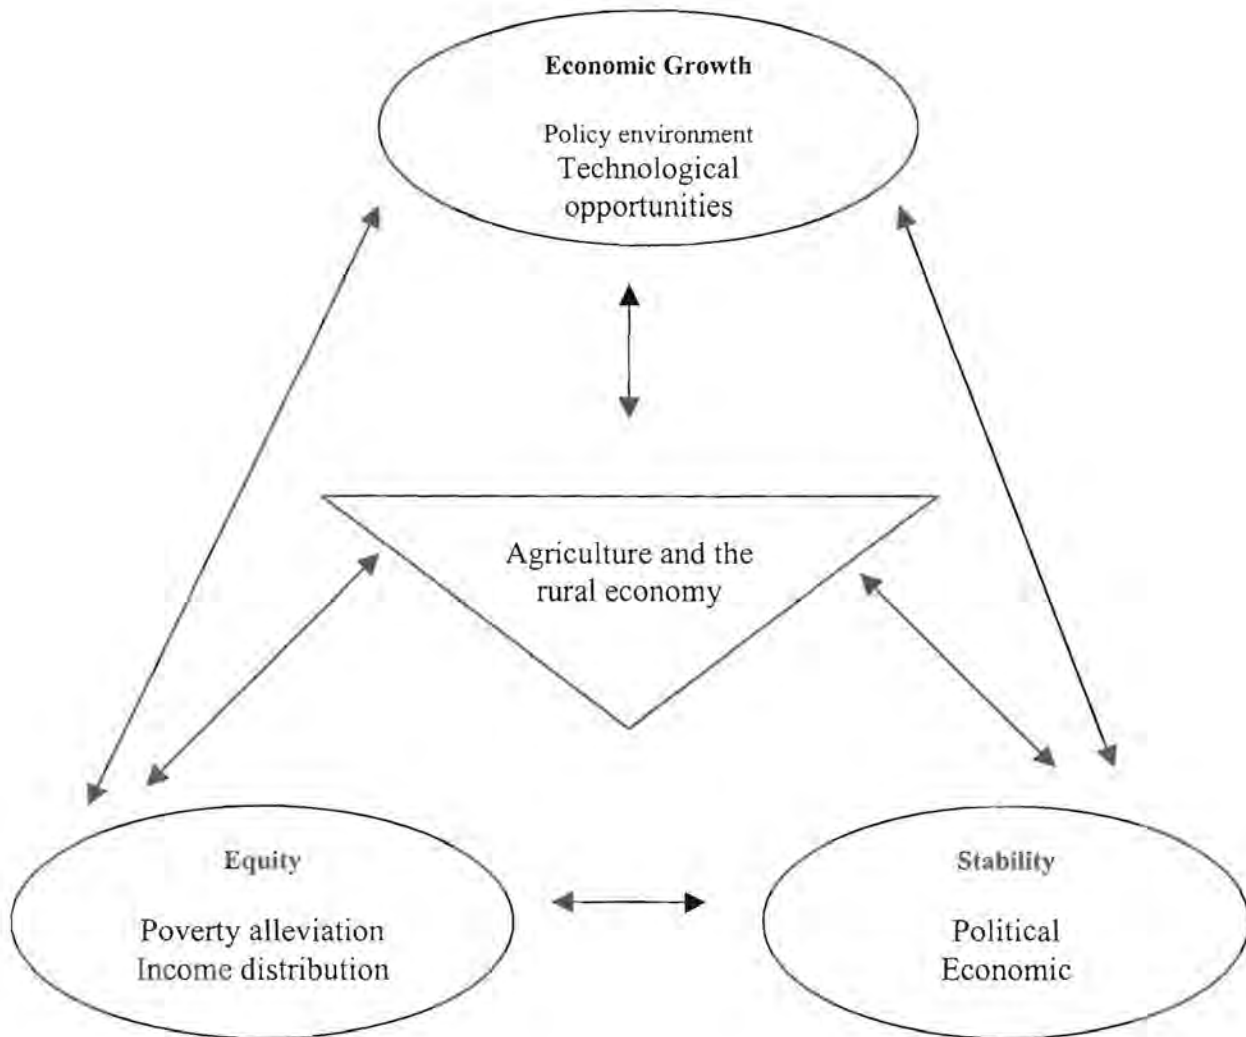 Economic Growth
Policy environment
Technological
opportunities
Agriculture and the
rural economy
Equity
Poverty alleviation
Income distribution
Stability
Political
Economic